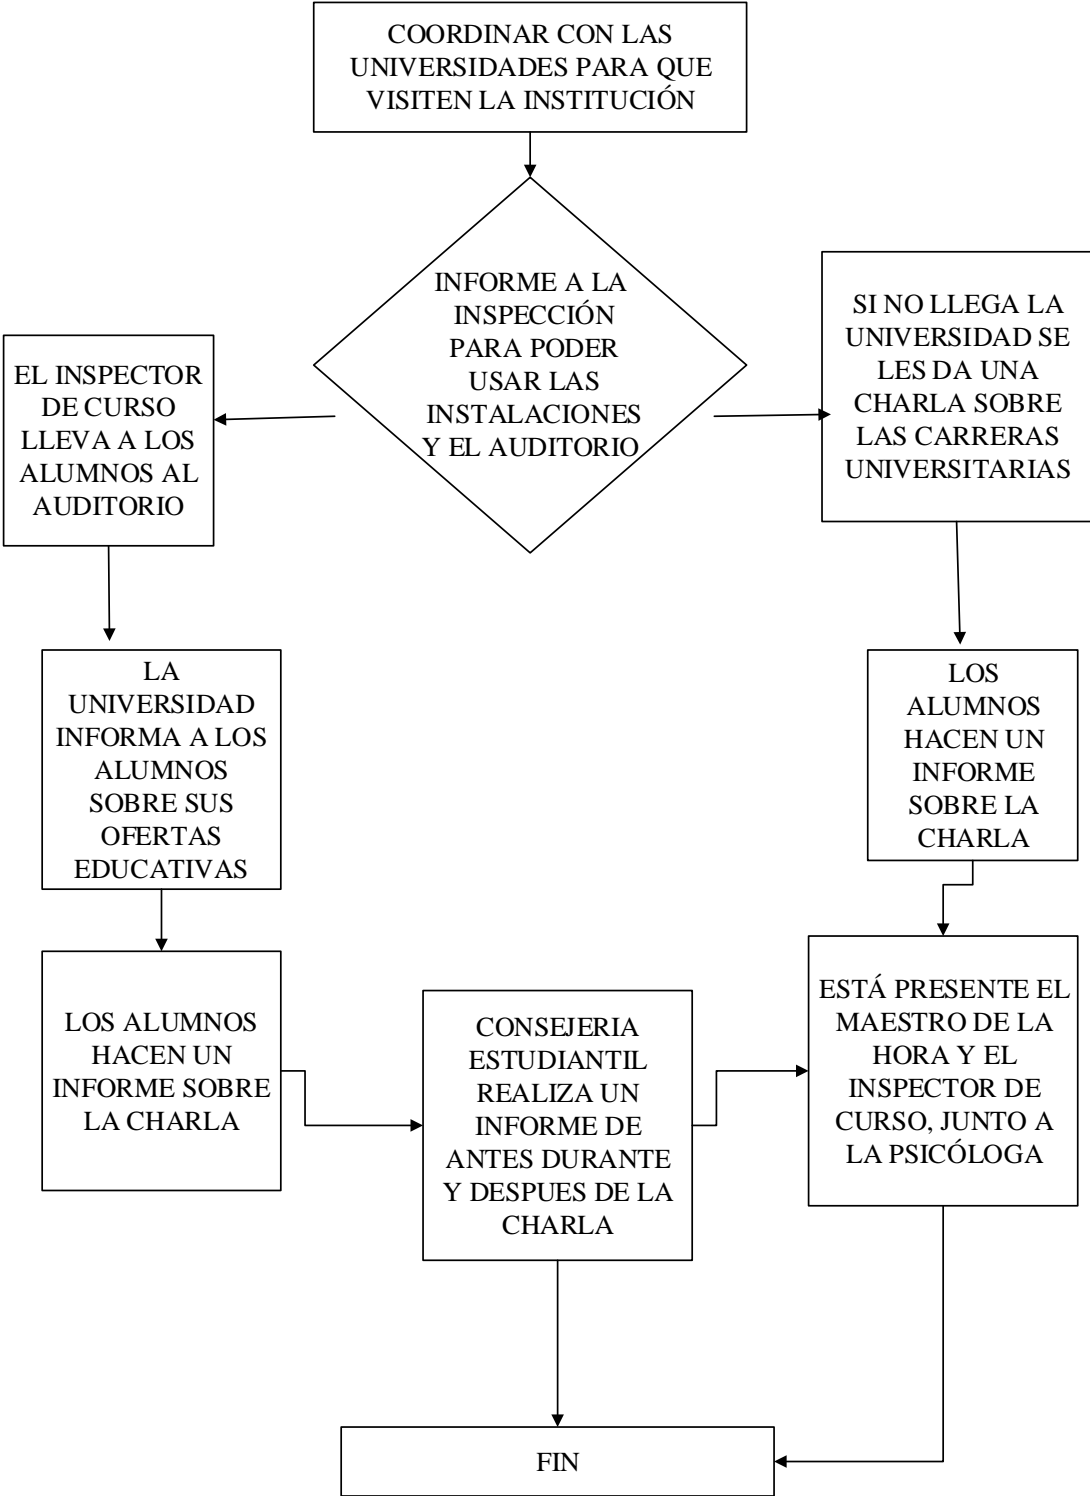 COORDINAR CON LAS
UNIVERSIDADES PARA QUE
VISITEN LA INSTITUCIÓN
INFORME A LA
INSPECCIÓN
PARA PODER
USAR LAS
INSTALACIONES
Y EL AUDITORIO
EL INSPECTOR
DE CURSO
LLEVA A LOS
ALUMNOS AL
AUDITORIO
SI NO LLEGA LA
UNIVERSIDAD SE
LES DA UNA
CHARLA SOBRE
LAS CARRERAS
UNIVERSITARIAS
LA
UNIVERSIDAD
INFORMA A LOS
ALUMNOS
SOBRE SUS
OFERTAS
EDUCATIVAS
LOS
ALUMNOS
HACEN UN
INFORME
SOBRE LA
CHARLA
LOS ALUMNOS
HACEN UN
INFORME SOBRE
LA CHARLA
CONSEJERIA
ESTUDIANTIL
REALIZA UN
INFORME DE
ANTES DURANTE
Y DESPUES DE LA
CHARLA
ESTÁ PRESENTE EL
MAESTRO DE LA
HORA Y EL
INSPECTOR DE
CURSO, JUNTO A
LA PSICÓLOGA
FIN